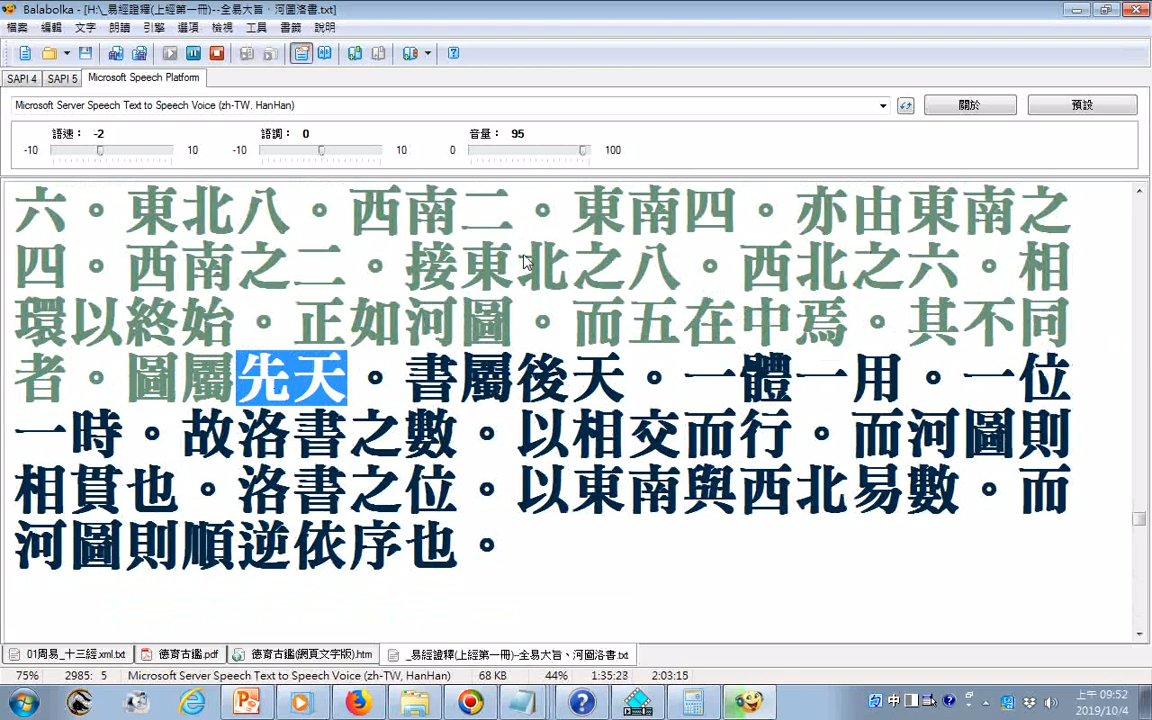 Balabolka - [H:\_易經證釋(上經第一冊)--全易大旨．河圖洛書.txt]
檔案 編輯 文字 朗讀 引擎 選項 檢視 工具 書籤 說明
SAPI 4 SAPI 5 Microsoft Speech Platform
Microsoft Server Speech Text to Speech Voice (zh-TW, HanHan) 關於 預設
語速： -2 語調： 0 音量： 95
-10 10 -10 10 0 100
六。東北八。西南二。東南四。亦由東南之
四。西南之二。接東北之八。西北之六。相
環以終始。正如河圖。而五在中焉。其不同
者。圖屬先天。書屬後天。一體一用。一位
一時。故洛書之數。以相交而行。而河圖則
相貫也。洛書之位。以東南與西北易數。而
河圖則順逆依序也。
01周易_十三經.xml.txt 德育古鑑.pdf 德育古鑑(網頁文字版).htm _易經證釋(上經第一冊)--全易大旨、河圖洛書.txt
75% 2985: 5 Microsoft Server Speech Text to Speech Voice (zh-TW, HanHan) 68 KB 44% 1:35:23 2:03:15
中 上午 09:52
2019/10/4